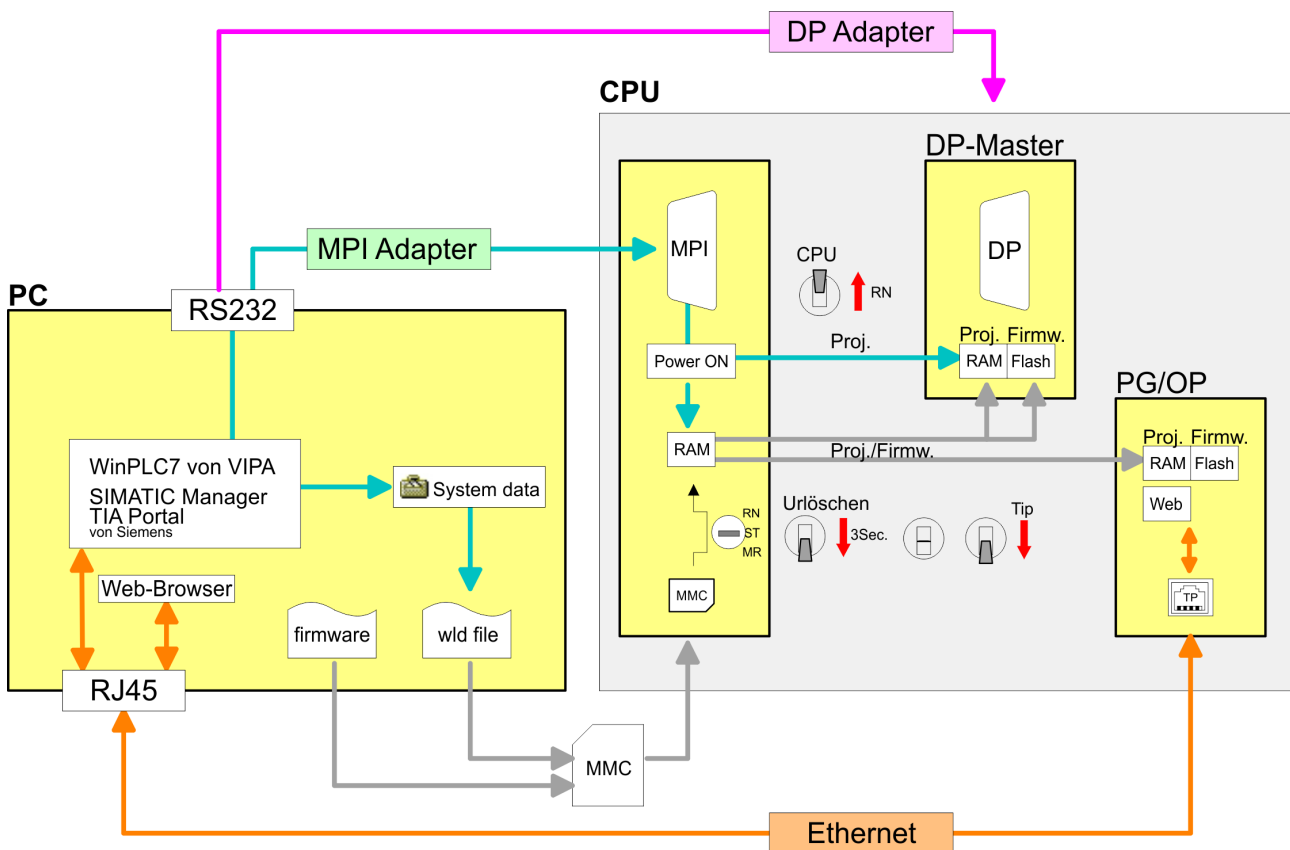 DP Adapter
CPU
DP-Master
MPI Adapter
MPI
CPU
RN
DP
PC
RS232
Proj.
Proj. Firmw.
Power ON
RAM
Flash
PG/OP
RAM
Proj./Firmw.
Proj. Firmw.
RAM
Flash
WinPLC7 von VIPA
SIMATIC Manager
TIA Portal
von Siemens
System data
Web
RN
ST
MR
Urlöschen
3Sec.
Tip
Web-Browser
MMC
TP
firmware
wld file
RJ45
MMC
Ethernet